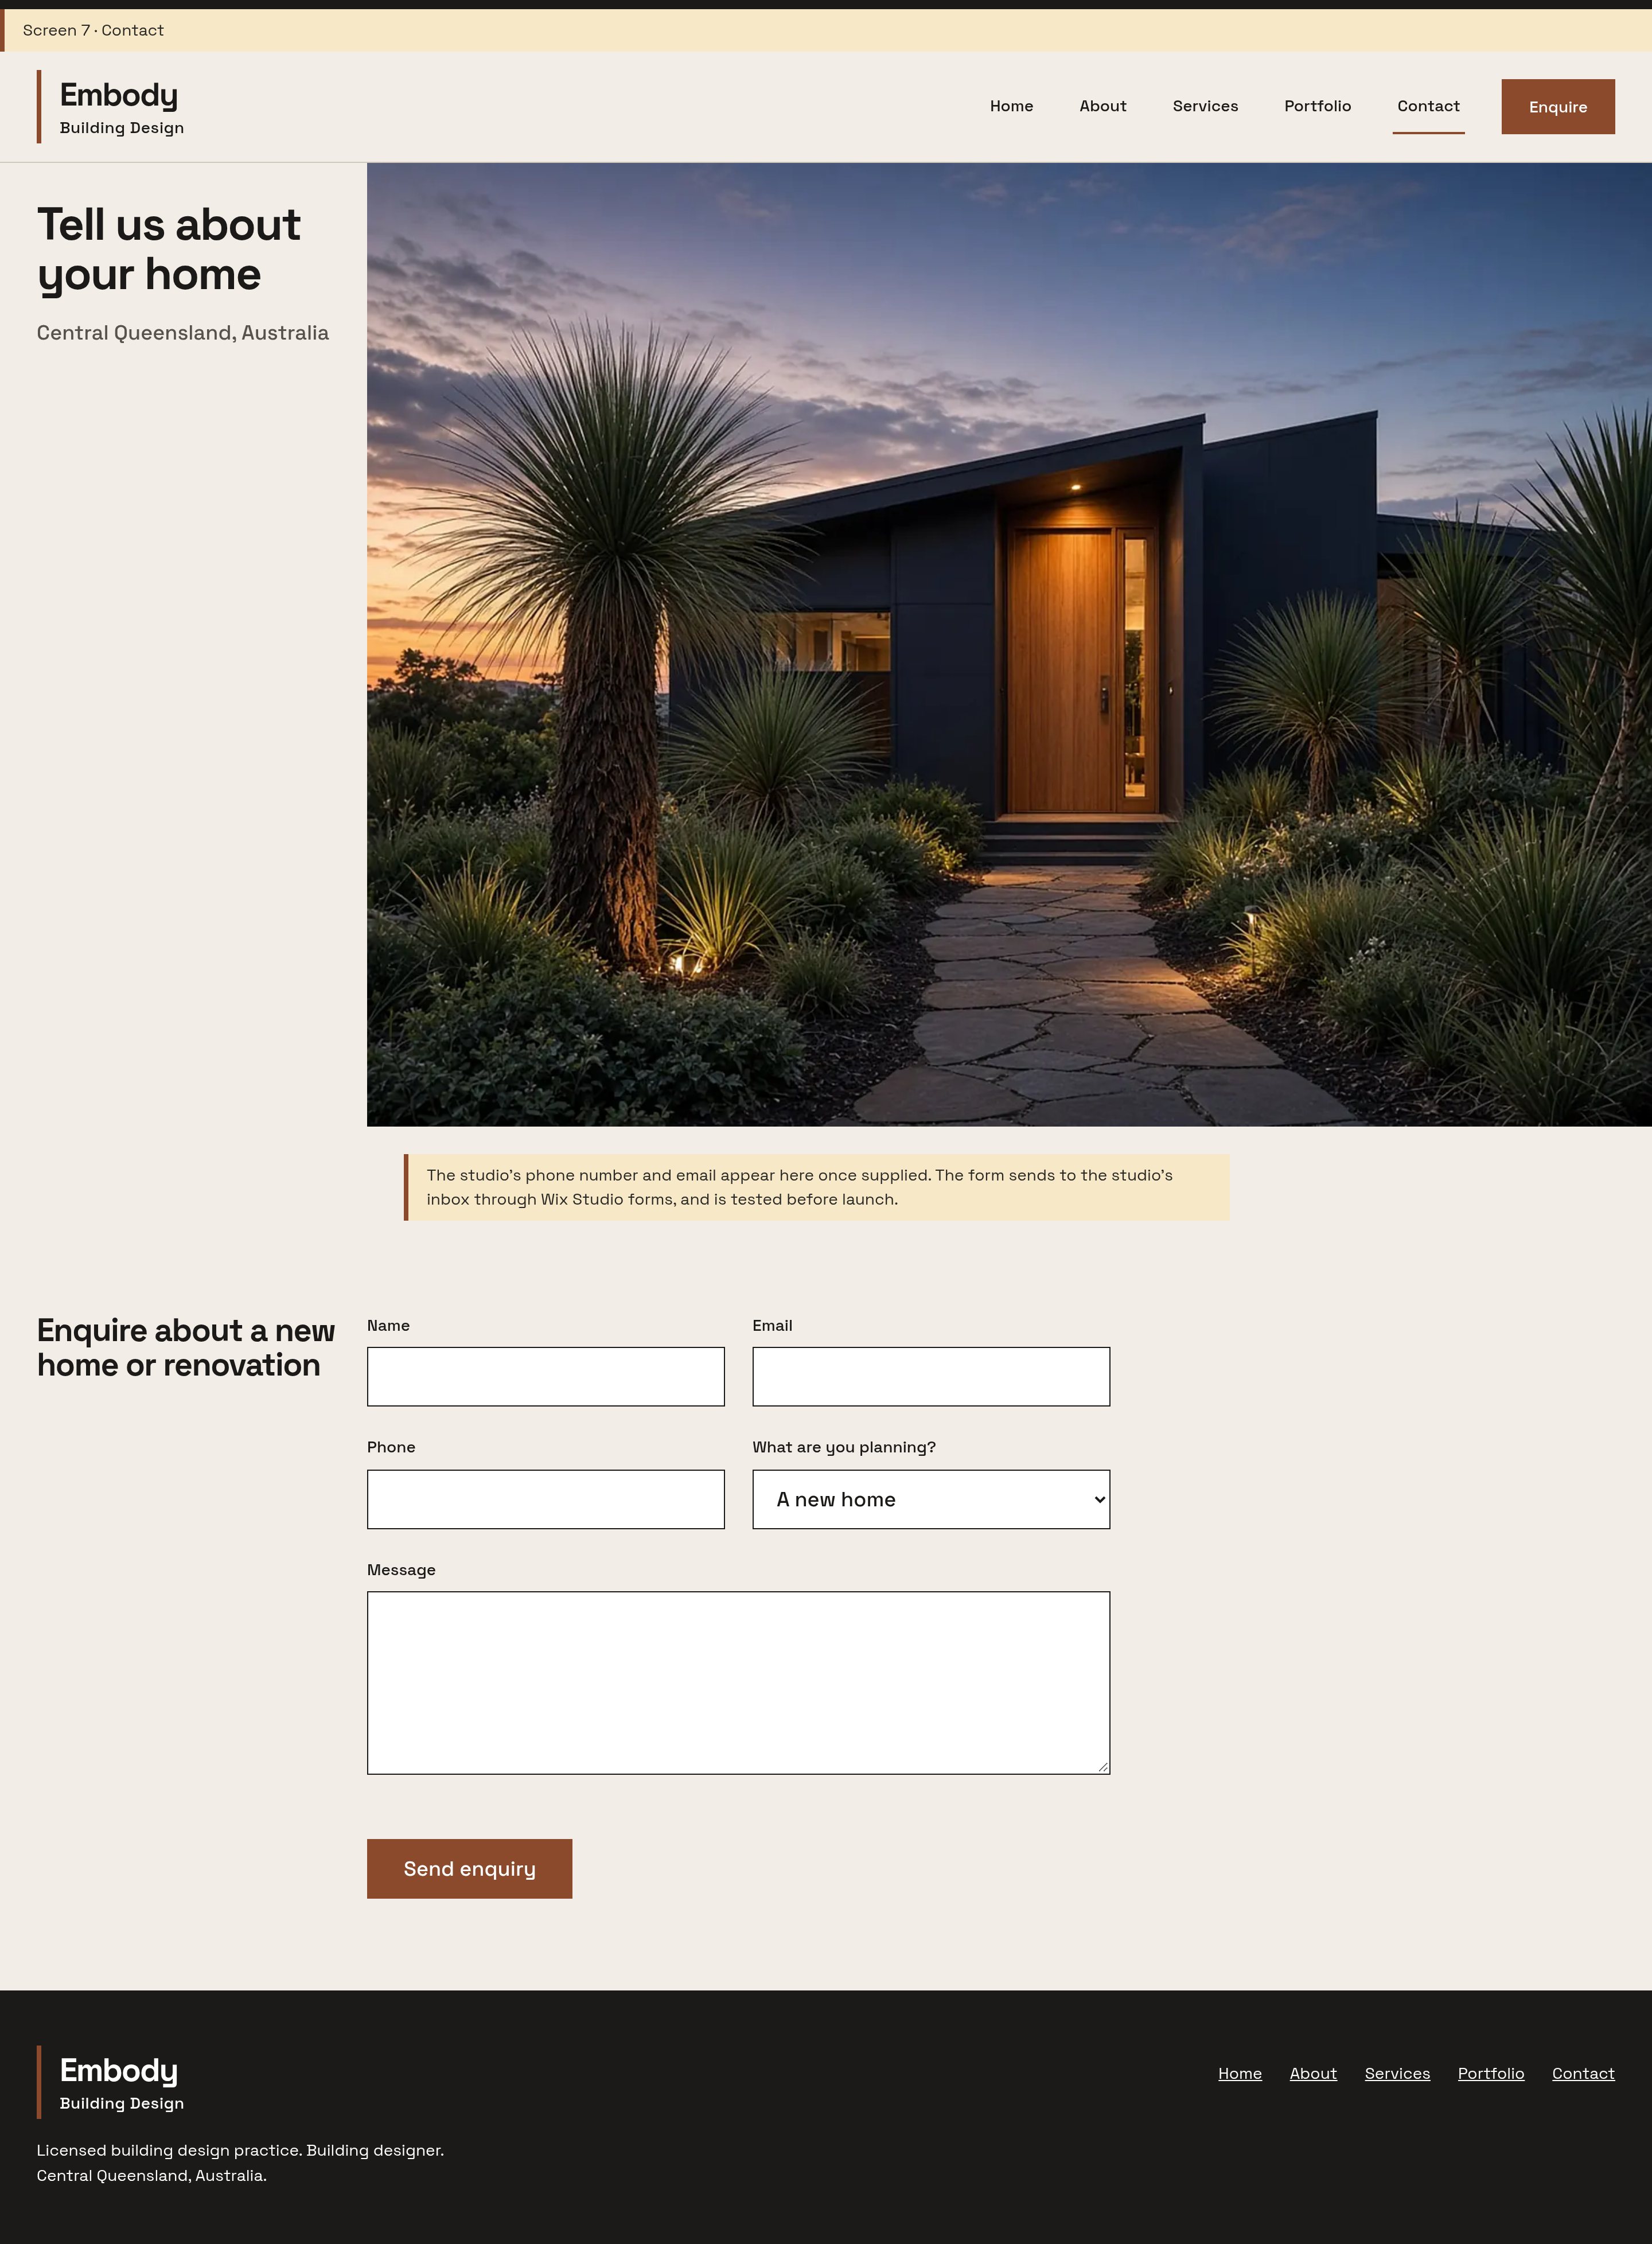 Screen 7 · Contact
Embody
Building Design
Home
About
Services
Portfolio
Contact
Enquire
Tell us about
your home
Central Queensland, Australia
The studio’s phone number and email appear here once supplied. The form sends to the studio’s
inbox through Wix Studio forms, and is tested before launch.
Enquire about a new
home or renovation
Name
Email
Phone
What are you planning?
A new home
Message
Send enquiry
Embody
Building Design
Home
About
Services
Portfolio
Contact
Licensed building design practice. Building designer.
Central Queensland, Australia.